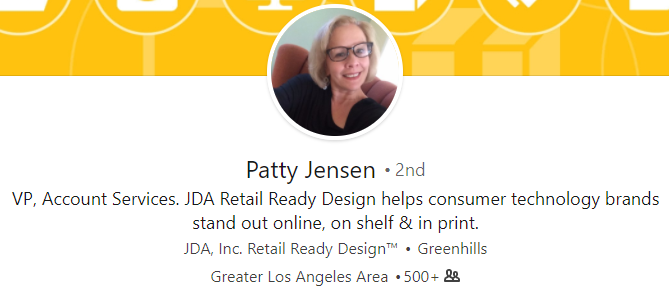 Patty Jensen • 2nd
VP, Account Services. JDA Retail Ready Design helps consumer technology brands
stand out online, on shelf & in print.
JDA, Inc. Retail Ready Design™ • Greenhills
Greater Los Angeles Area • 500+